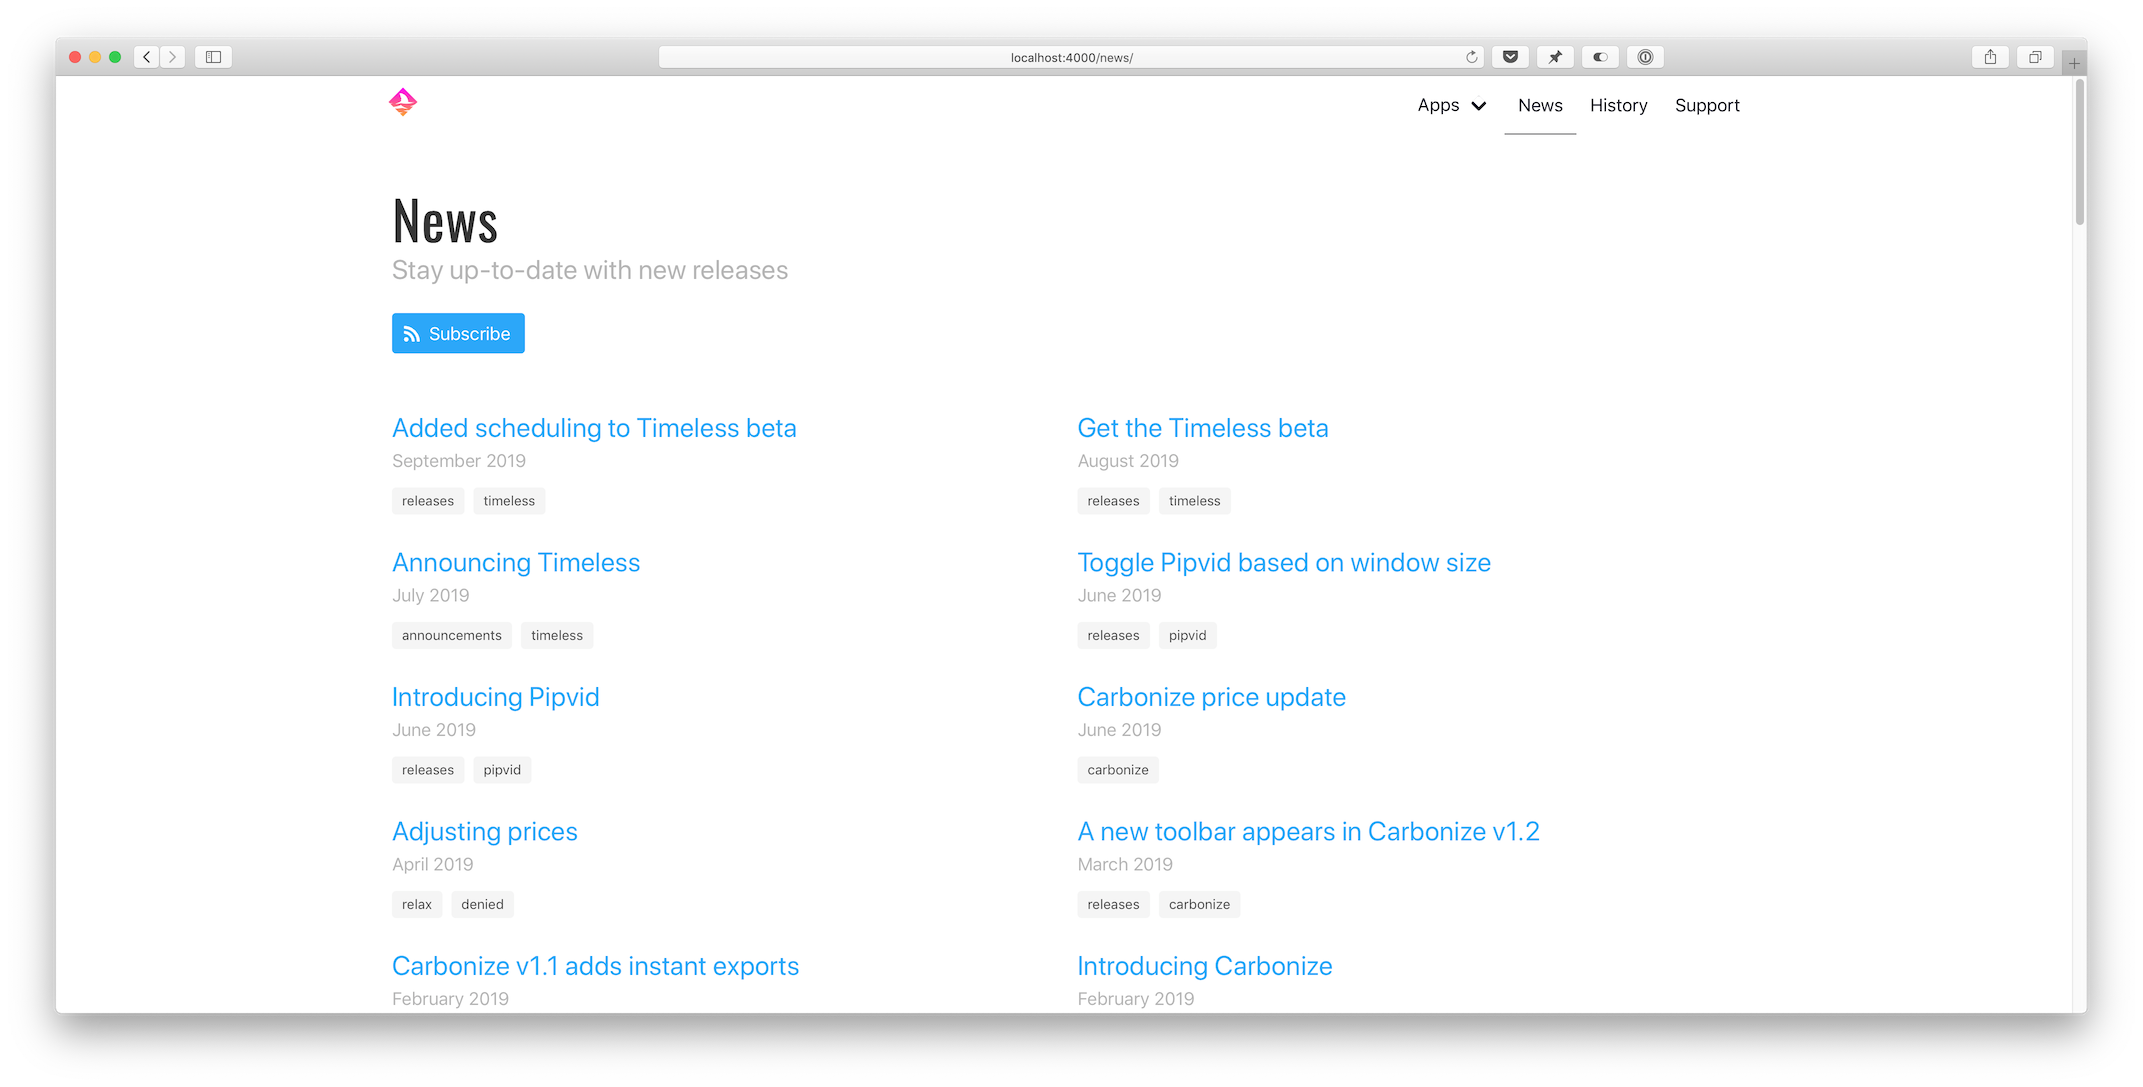 localhost:4000/news/
Apps News History Support
News
Stay up-to-date with new releases
Subscribe
Added scheduling to Timeless beta
September 2019
releases timeless
Get the Timeless beta
August 2019
releases timeless
Announcing Timeless
July 2019
announcements timeless
Toggle Pipvid based on window size
June 2019
releases pipvid
Introducing Pipvid
June 2019
releases pipvid
Carbonize price update
June 2019
carbonize
Adjusting prices
April 2019
relax denied
A new toolbar appears in Carbonize v1.2
March 2019
releases carbonize
Carbonize v1.1 adds instant exports
February 2019
Introducing Carbonize
February 2019